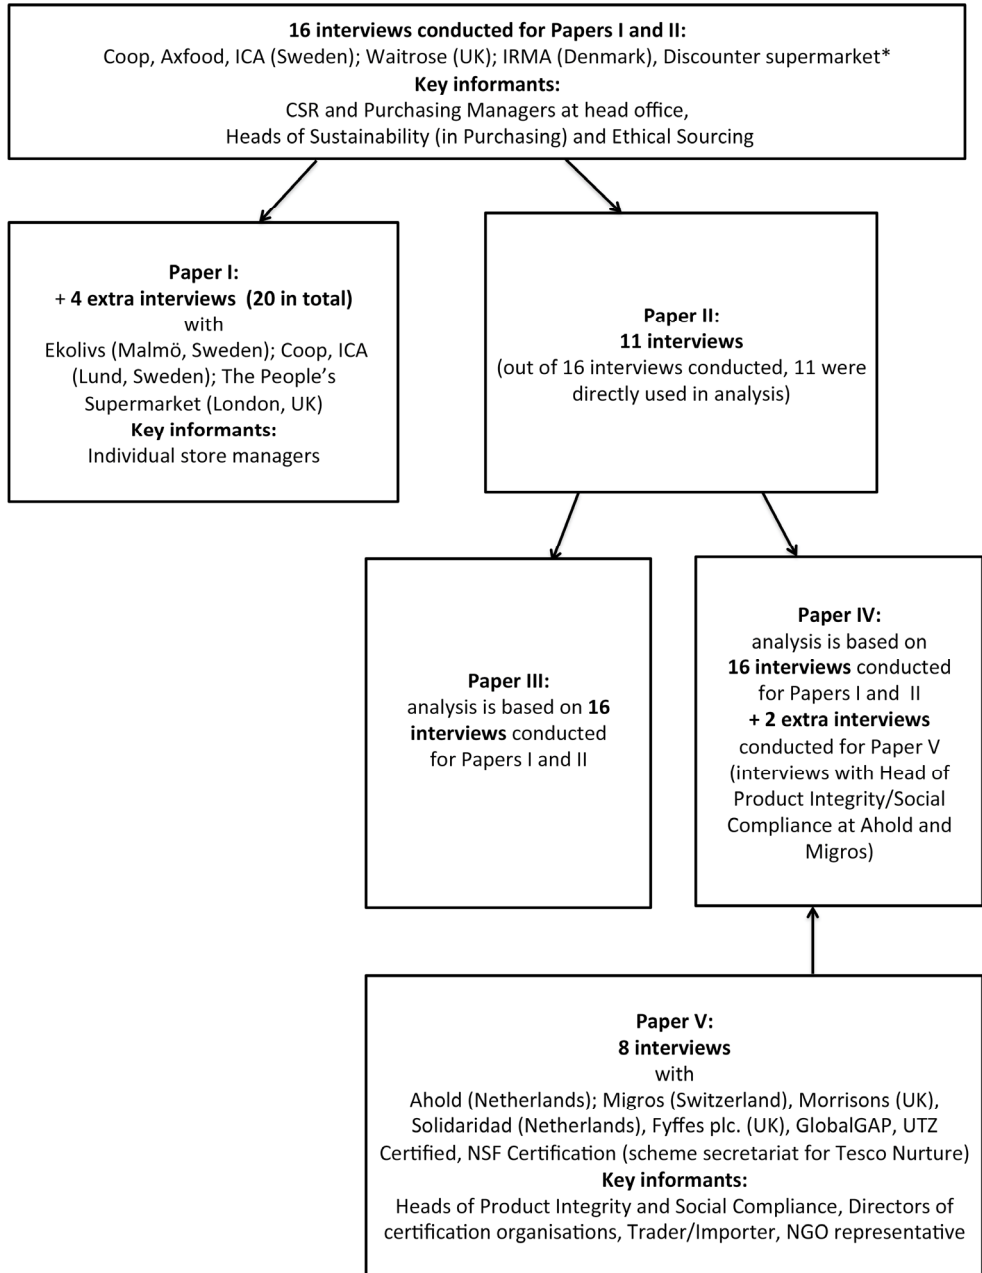 16 interviews conducted for Papers I and II:
Coop, Axfood, ICA (Sweden); Waitrose (UK); IRMA (Denmark), Discounter supermarket*
Key informants:
CSR and Purchasing Managers at head office,
Heads of Sustainability (in Purchasing) and Ethical Sourcing
Paper I:
+ 4 extra interviews (20 in total)
with
Ekolivs (Malmö, Sweden); Coop, ICA
(Lund, Sweden); The People's
Supermarket (London, UK)
Key informants:
Individual store managers
Paper II:
11 interviews
(out of 16 interviews conducted, 11 were
directly used in analysis)
Paper III:
analysis is based on 16
interviews conducted
for Papers I and II
Paper IV:
analysis is based on
16 interviews conducted
for Papers I and II
+ 2 extra interviews
conducted for Paper V
(interviews with Head of
Product Integrity/Social
Compliance at Ahold and
Migros)
Paper V:
8 interviews
with
Ahold (Netherlands); Migros (Switzerland), Morrisons (UK),
Solidaridad (Netherlands), Fyffes plc. (UK), GlobalGAP, UTZ
Certified, NSF Certification (scheme secretariat for Tesco Nurture)
Key informants:
Heads of Product Integrity and Social Compliance, Directors of
certification organisations, Trader/Importer, NGO representative